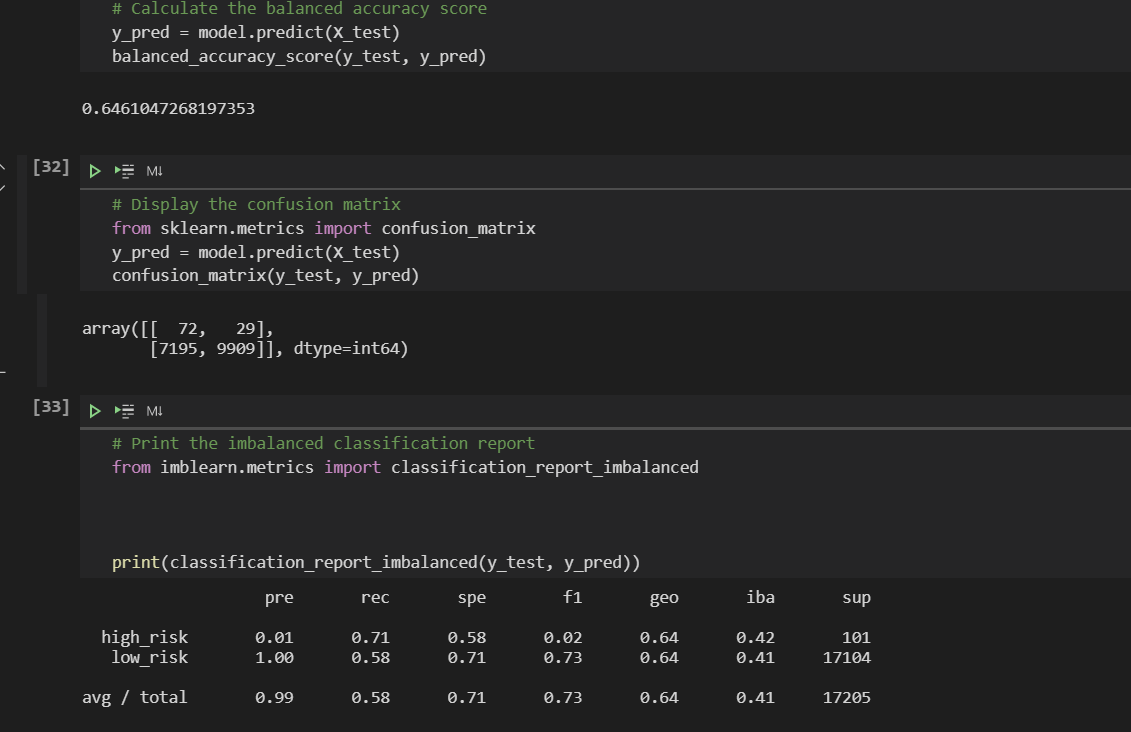 # Calculate the balanced accuracy score
y_pred = model.predict(X_test)
balanced_accuracy_score(y_test, y_pred)
0.6461047268197353
[32]
M↓
# Display the confusion matrix
from sklearn.metrics import confusion_matrix
y_pred = model.predict(X_test)
confusion_matrix(y_test, y_pred)
array([[  72,   29],
       [7195, 9909]], dtype=int64)
[33]
M↓
# Print the imbalanced classification report
from imblearn.metrics import classification_report_imbalanced
print(classification_report_imbalanced(y_test, y_pred))
pre rec spe f1 geo iba sup
high_risk 0.01 0.71 0.58 0.02 0.64 0.42 101
low_risk 1.00 0.58 0.71 0.73 0.64 0.41 17104
avg / total 0.99 0.58 0.71 0.73 0.64 0.41 17205